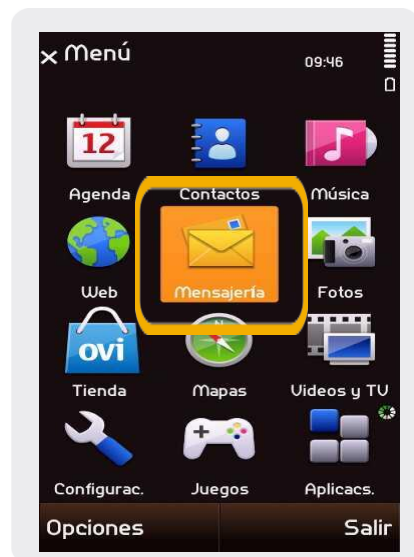 Menú
09:46
12
Agenda Contactos Música
Web Mensajería Fotos
ovi
Tienda Mapas Videos y TV
Configurac. Juegos Aplicacs.
Opciones Salir